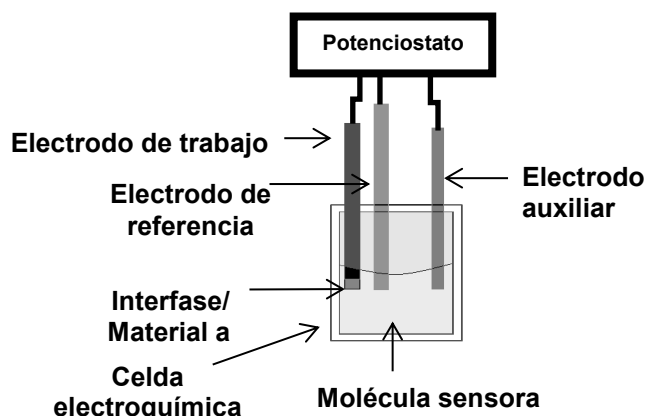 Potenciostato
Electrodo de trabajo
Electrodo de
referencia
Electrodo
auxiliar
Interfase/
Material a
Celda
electroquímica
Molécula sensora